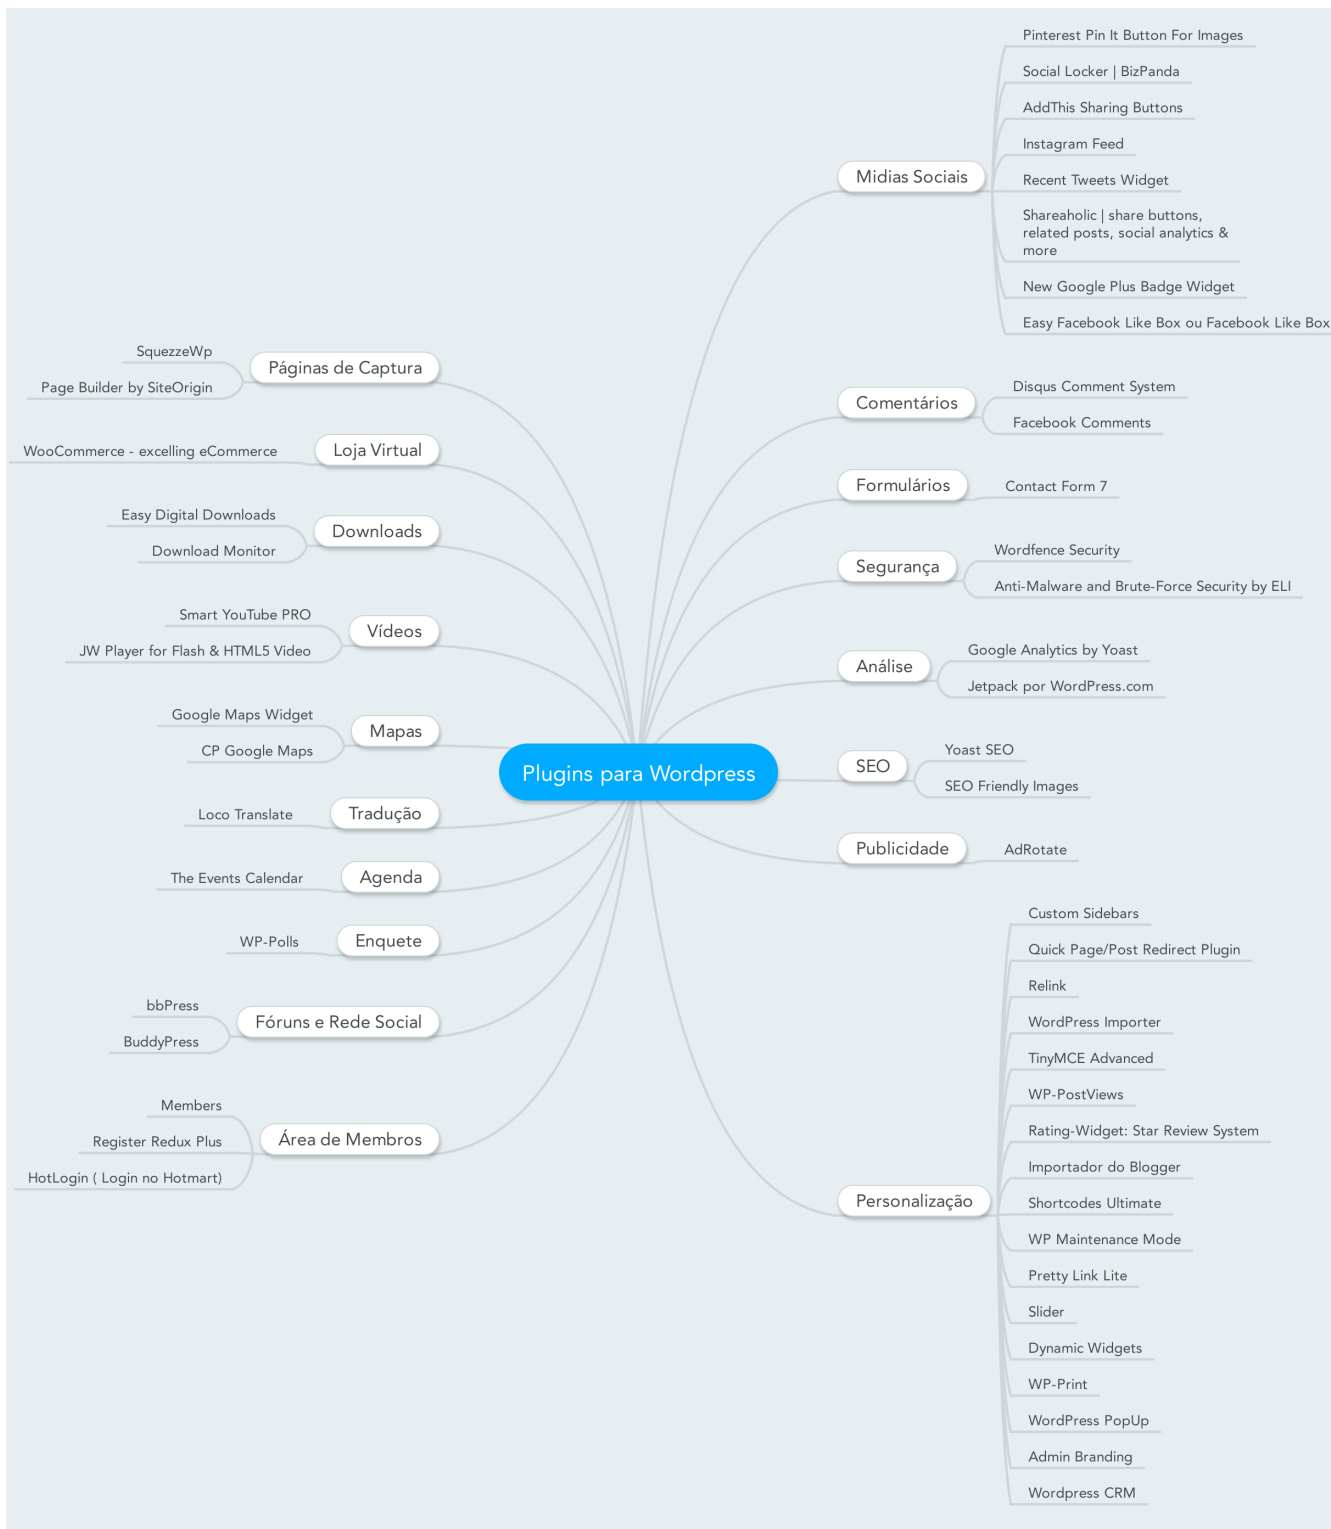 Plugins para Wordpress
Midias Sociais
Pinterest Pin It Button For Images
Social Locker | BizPanda
AddThis Sharing Buttons
Instagram Feed
Recent Tweets Widget
Shareaholic | share buttons,
related posts, social analytics &
more
New Google Plus Badge Widget
Easy Facebook Like Box ou Facebook Like Box
Comentários
Disqus Comment System
Facebook Comments
Formulários
Contact Form 7
Segurança
Wordfence Security
Anti-Malware and Brute-Force Security by ELI
Análise
Google Analytics by Yoast
Jetpack por WordPress.com
SEO
Yoast SEO
SEO Friendly Images
Publicidade
AdRotate
Personalização
Custom Sidebars
Quick Page/Post Redirect Plugin
Relink
WordPress Importer
TinyMCE Advanced
WP-PostViews
Rating-Widget: Star Review System
Importador do Blogger
Shortcodes Ultimate
WP Maintenance Mode
Pretty Link Lite
Slider
Dynamic Widgets
WP-Print
WordPress PopUp
Admin Branding
Wordpress CRM
Páginas de Captura
SquezzeWp
Page Builder by SiteOrigin
Loja Virtual
WooCommerce - excelling eCommerce
Downloads
Easy Digital Downloads
Download Monitor
Vídeos
Smart YouTube PRO
JW Player for Flash & HTML5 Video
Mapas
Google Maps Widget
CP Google Maps
Tradução
Loco Translate
Agenda
The Events Calendar
Enquete
WP-Polls
Fóruns e Rede Social
bbPress
BuddyPress
Área de Membros
Members
Register Redux Plus
HotLogin ( Login no Hotmart)